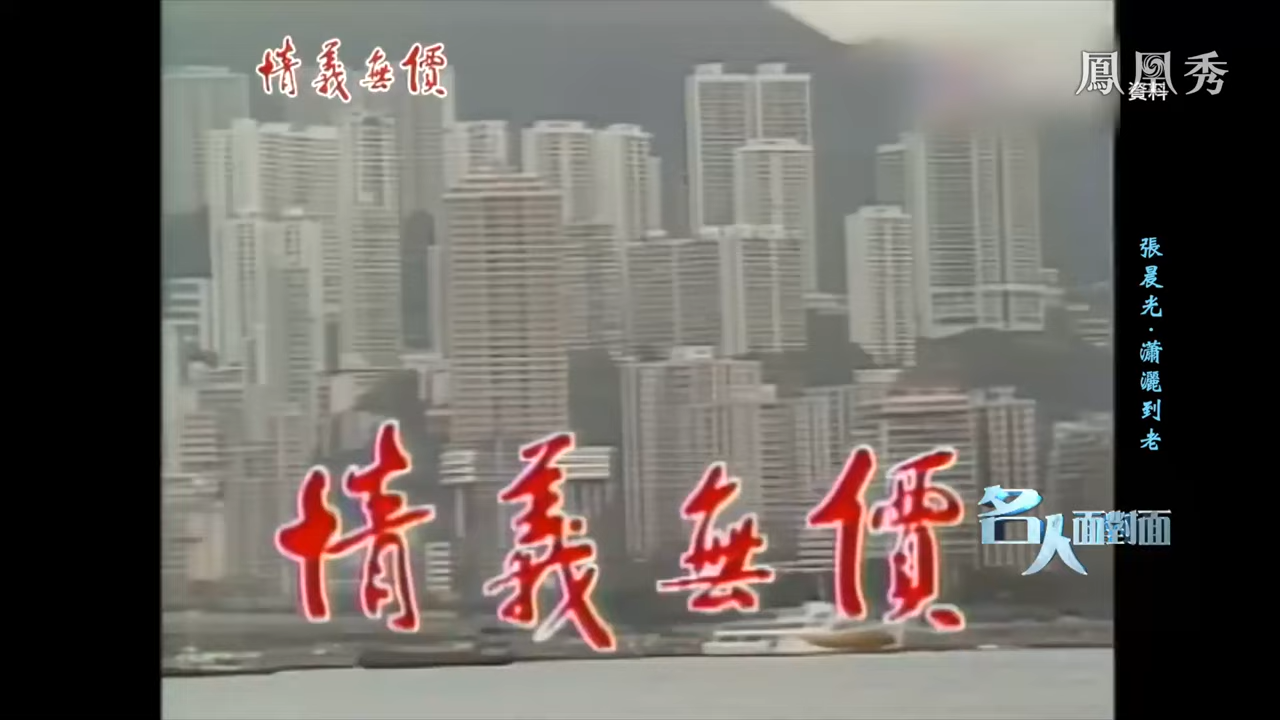 情義無價
鳳凰秀
資料
張晨光·瀟灑到老
情義無價
名人面對面